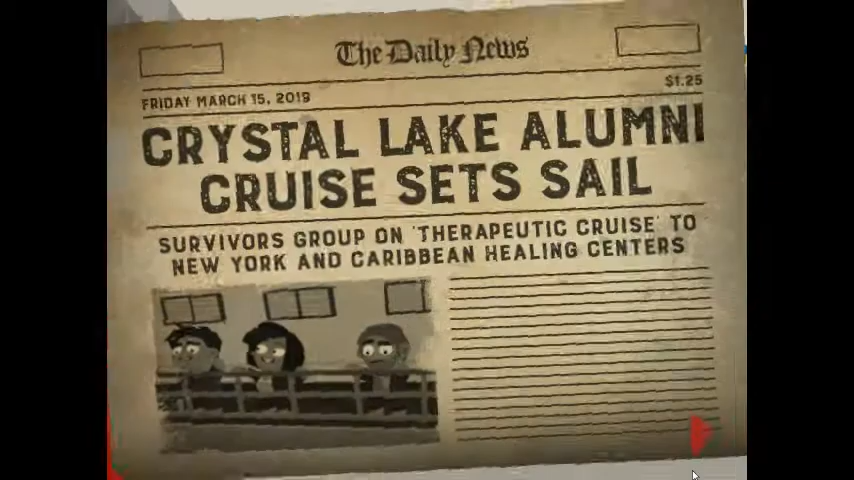 The Daily News
$1.25
FRIDAY MARCH 15, 2019
CRYSTAL LAKE ALUMNI
CRUISE SETS SAIL
SURVIVORS GROUP ON 'THERAPEUTIC CRUISE' TO
NEW YORK AND CARIBBEAN HEALING CENTERS